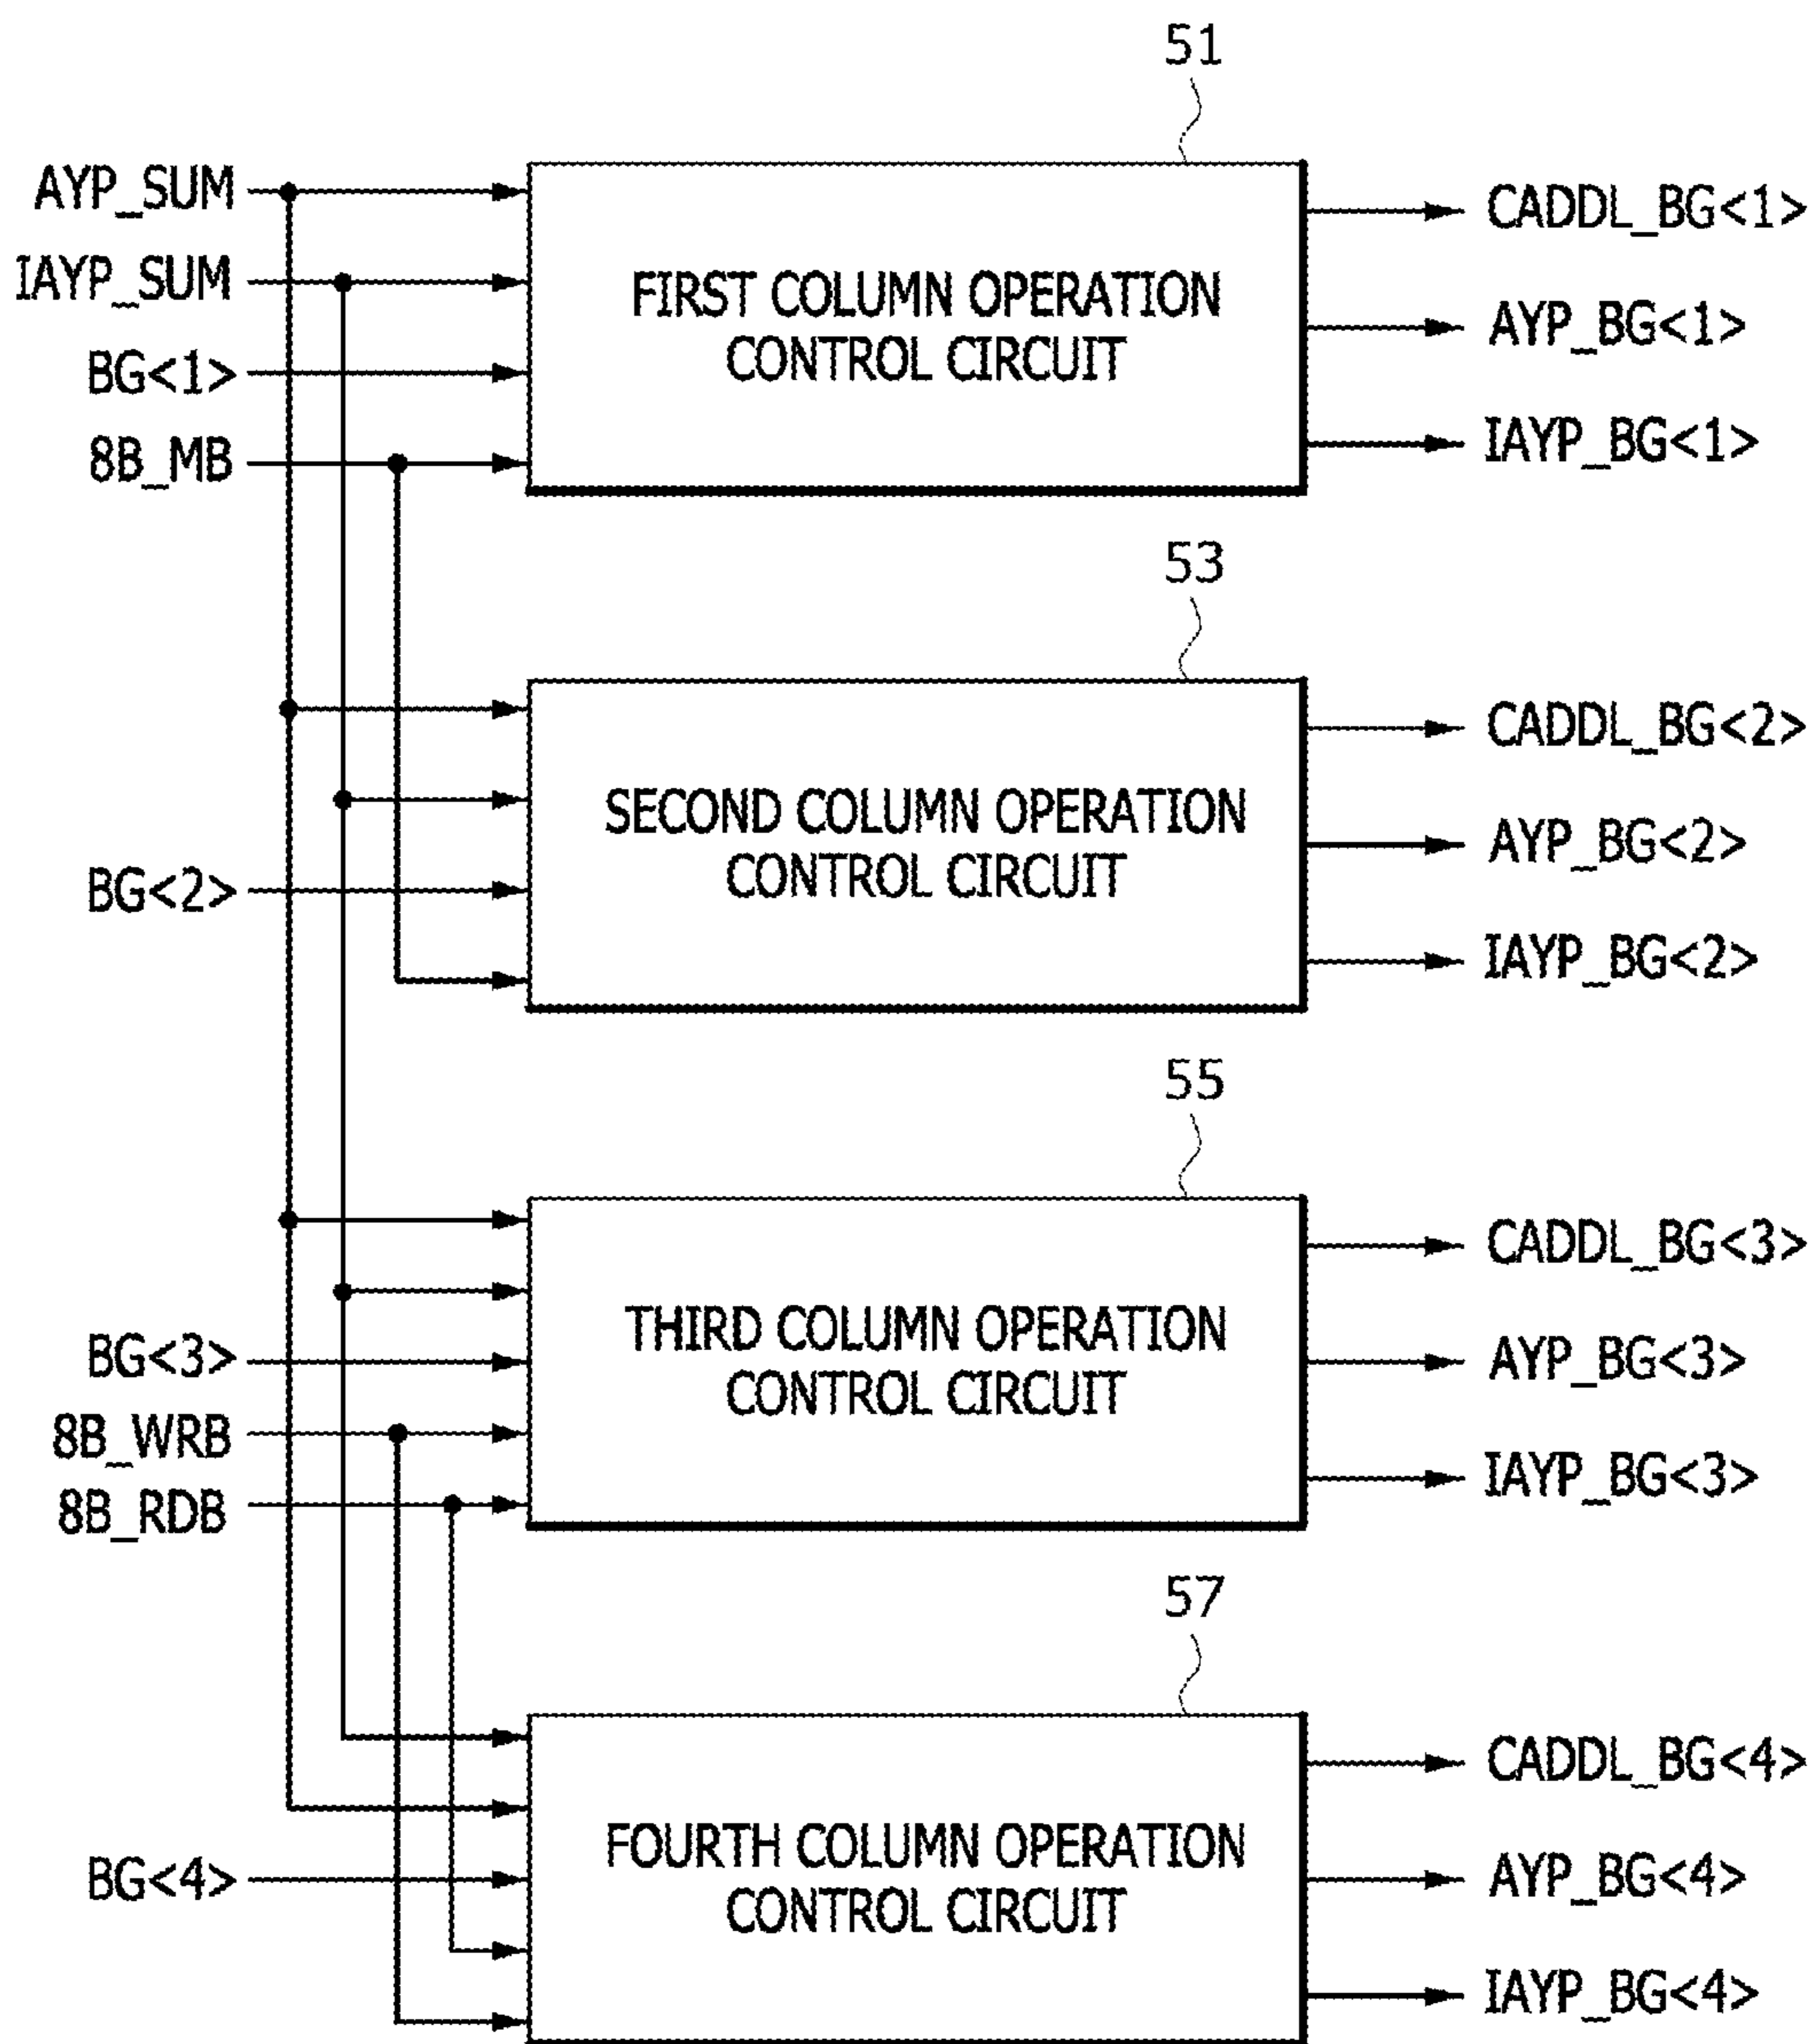 51
AYP_SUM
IAYP_SUM
BG<1>
8B_MB
FIRST COLUMN OPERATION
CONTROL CIRCUIT
CADDL_BG<1>
AYP_BG<1>
IAYP_BG<1>
53
BG<2>
SECOND COLUMN OPERATION
CONTROL CIRCUIT
CADDL_BG<2>
AYP_BG<2>
IAYP_BG<2>
55
BG<3>
8B_WRB
8B_RDB
THIRD COLUMN OPERATION
CONTROL CIRCUIT
CADDL_BG<3>
AYP_BG<3>
IAYP_BG<3>
57
BG<4>
FOURTH COLUMN OPERATION
CONTROL CIRCUIT
CADDL_BG<4>
AYP_BG<4>
IAYP_BG<4>